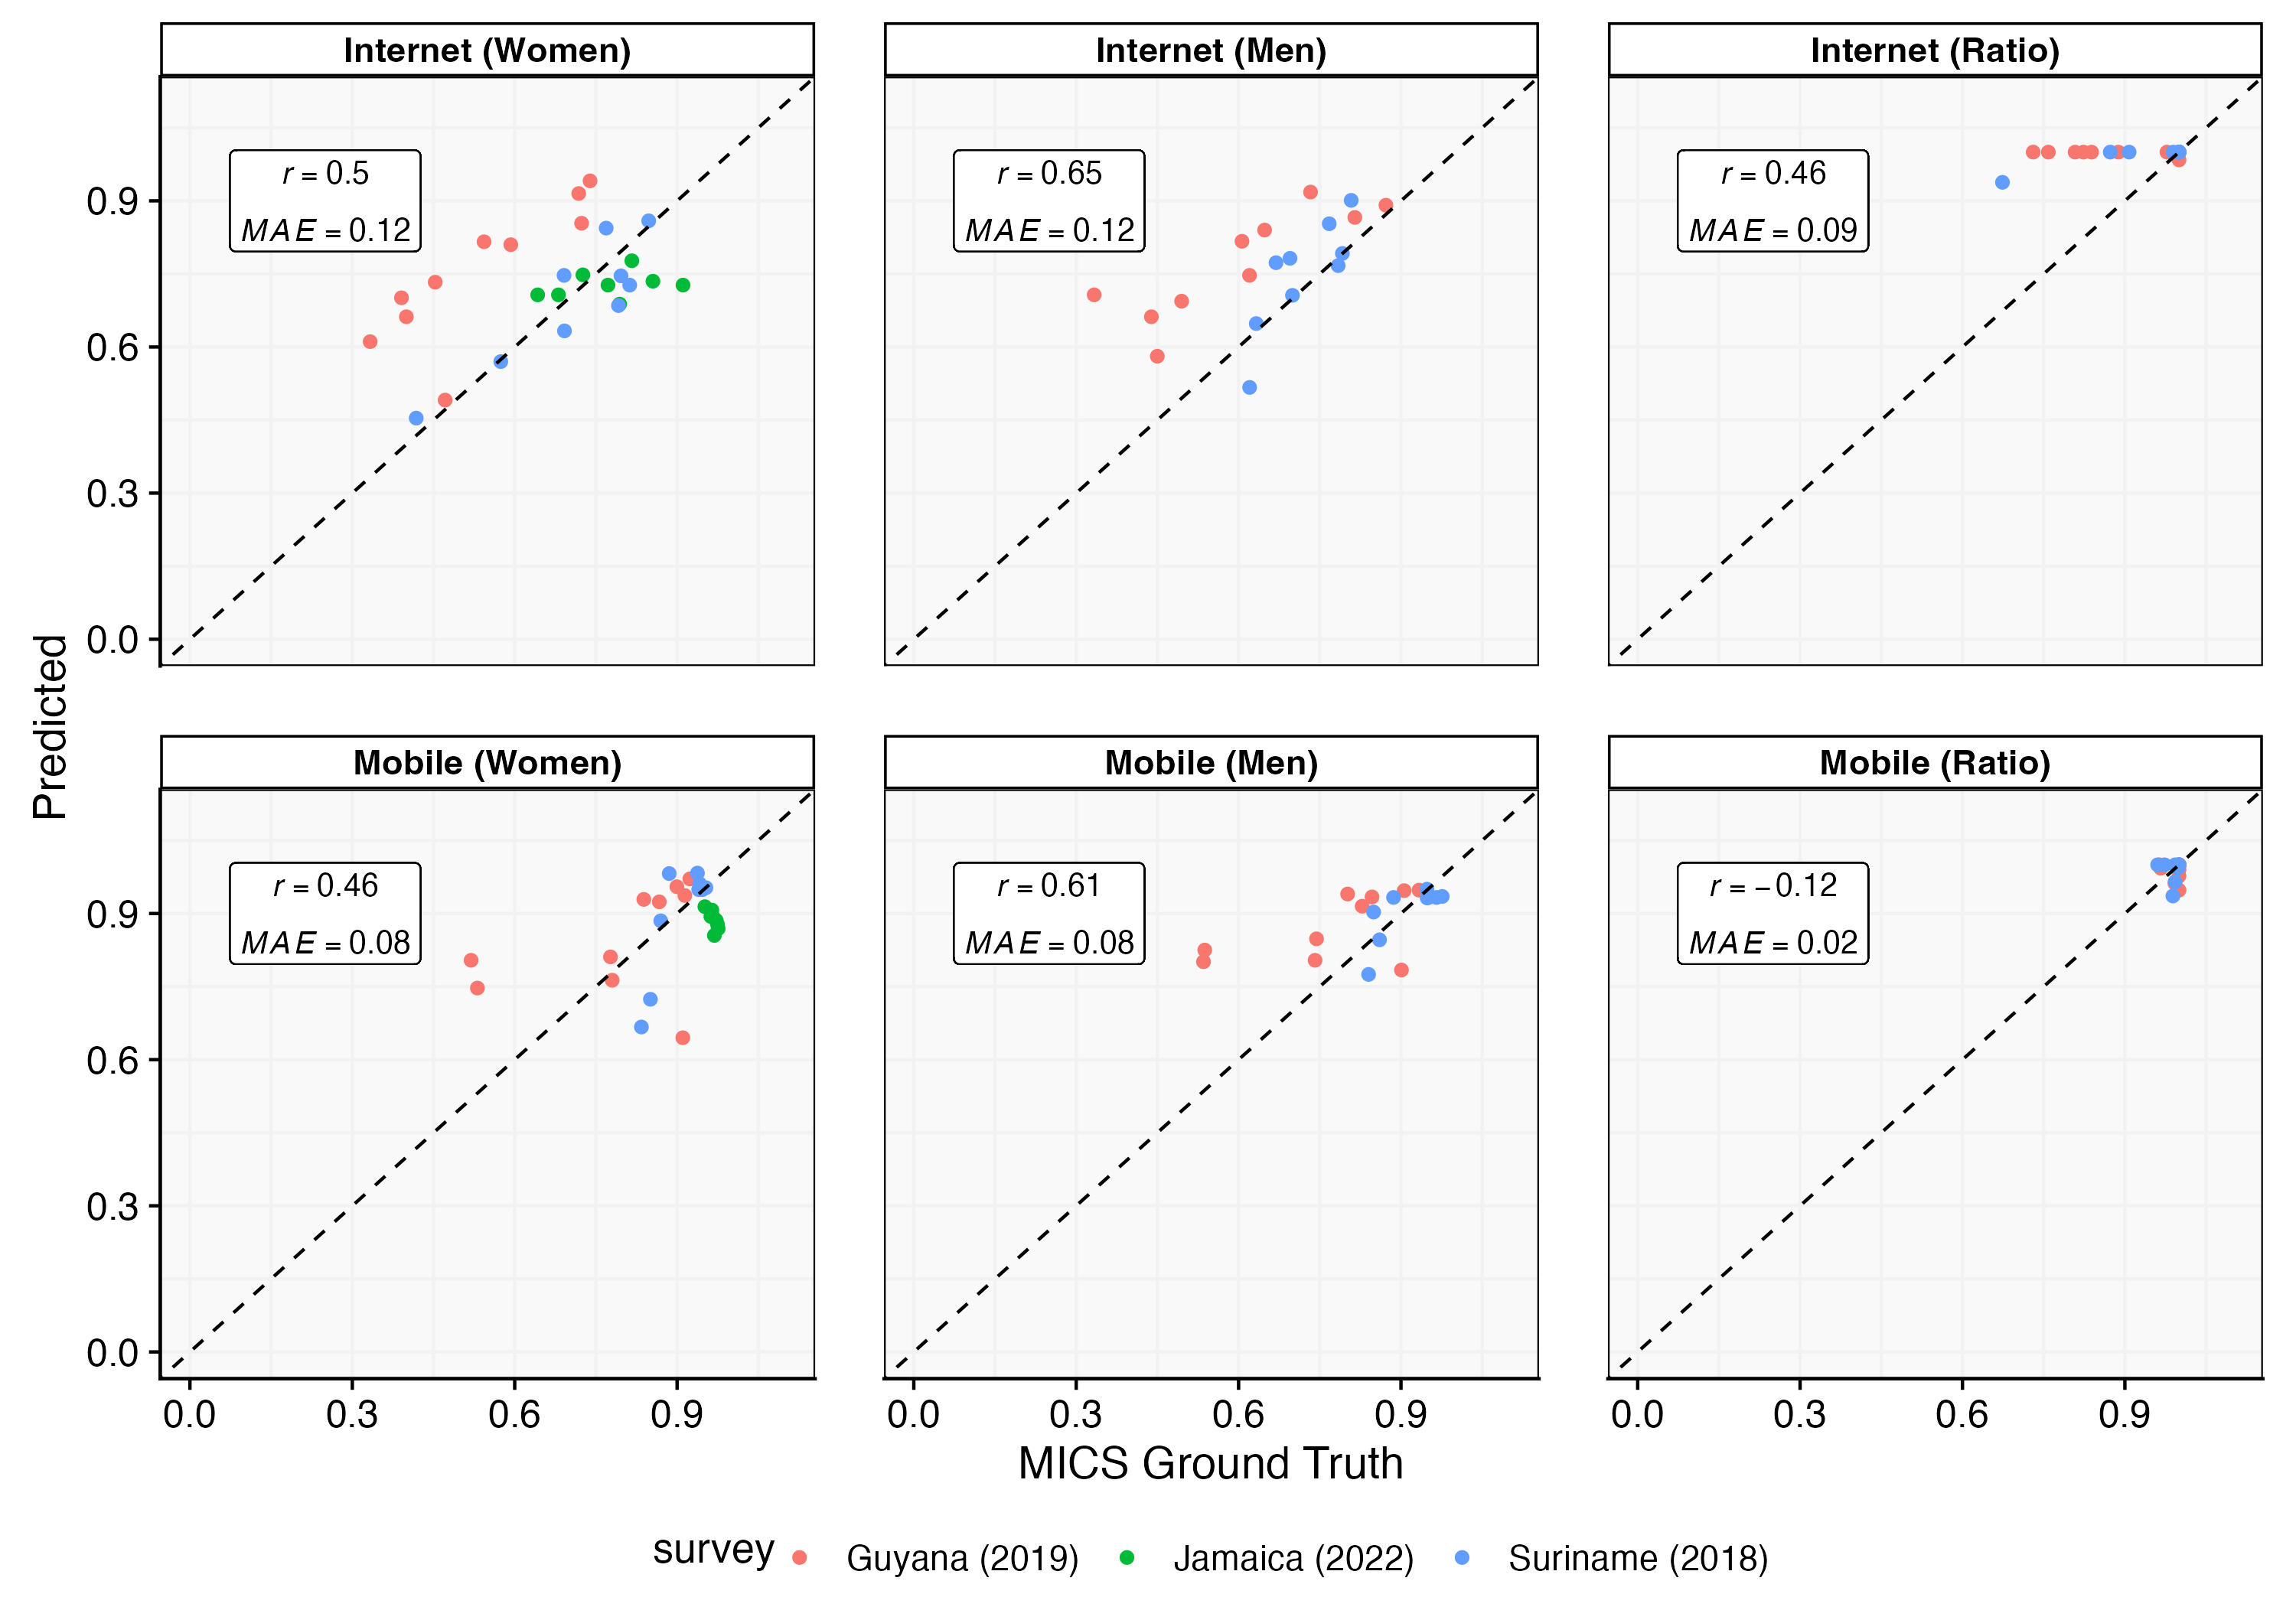 Internet (Women)
Internet (Men)
Internet (Ratio)
r = 0.5
MAE = 0.12
r = 0.65
MAE = 0.12
r = 0.46
MAE = 0.09
0.9
0.6
0.3
0.0
Predicted
Mobile (Women)
Mobile (Men)
Mobile (Ratio)
r = 0.46
MAE = 0.08
r = 0.61
MAE = 0.08
r = −0.12
MAE = 0.02
0.9
0.6
0.3
0.0
0.0 0.3 0.6 0.9
0.0 0.3 0.6 0.9
0.0 0.3 0.6 0.9
MICS Ground Truth
survey Guyana (2019) Jamaica (2022) Suriname (2018)